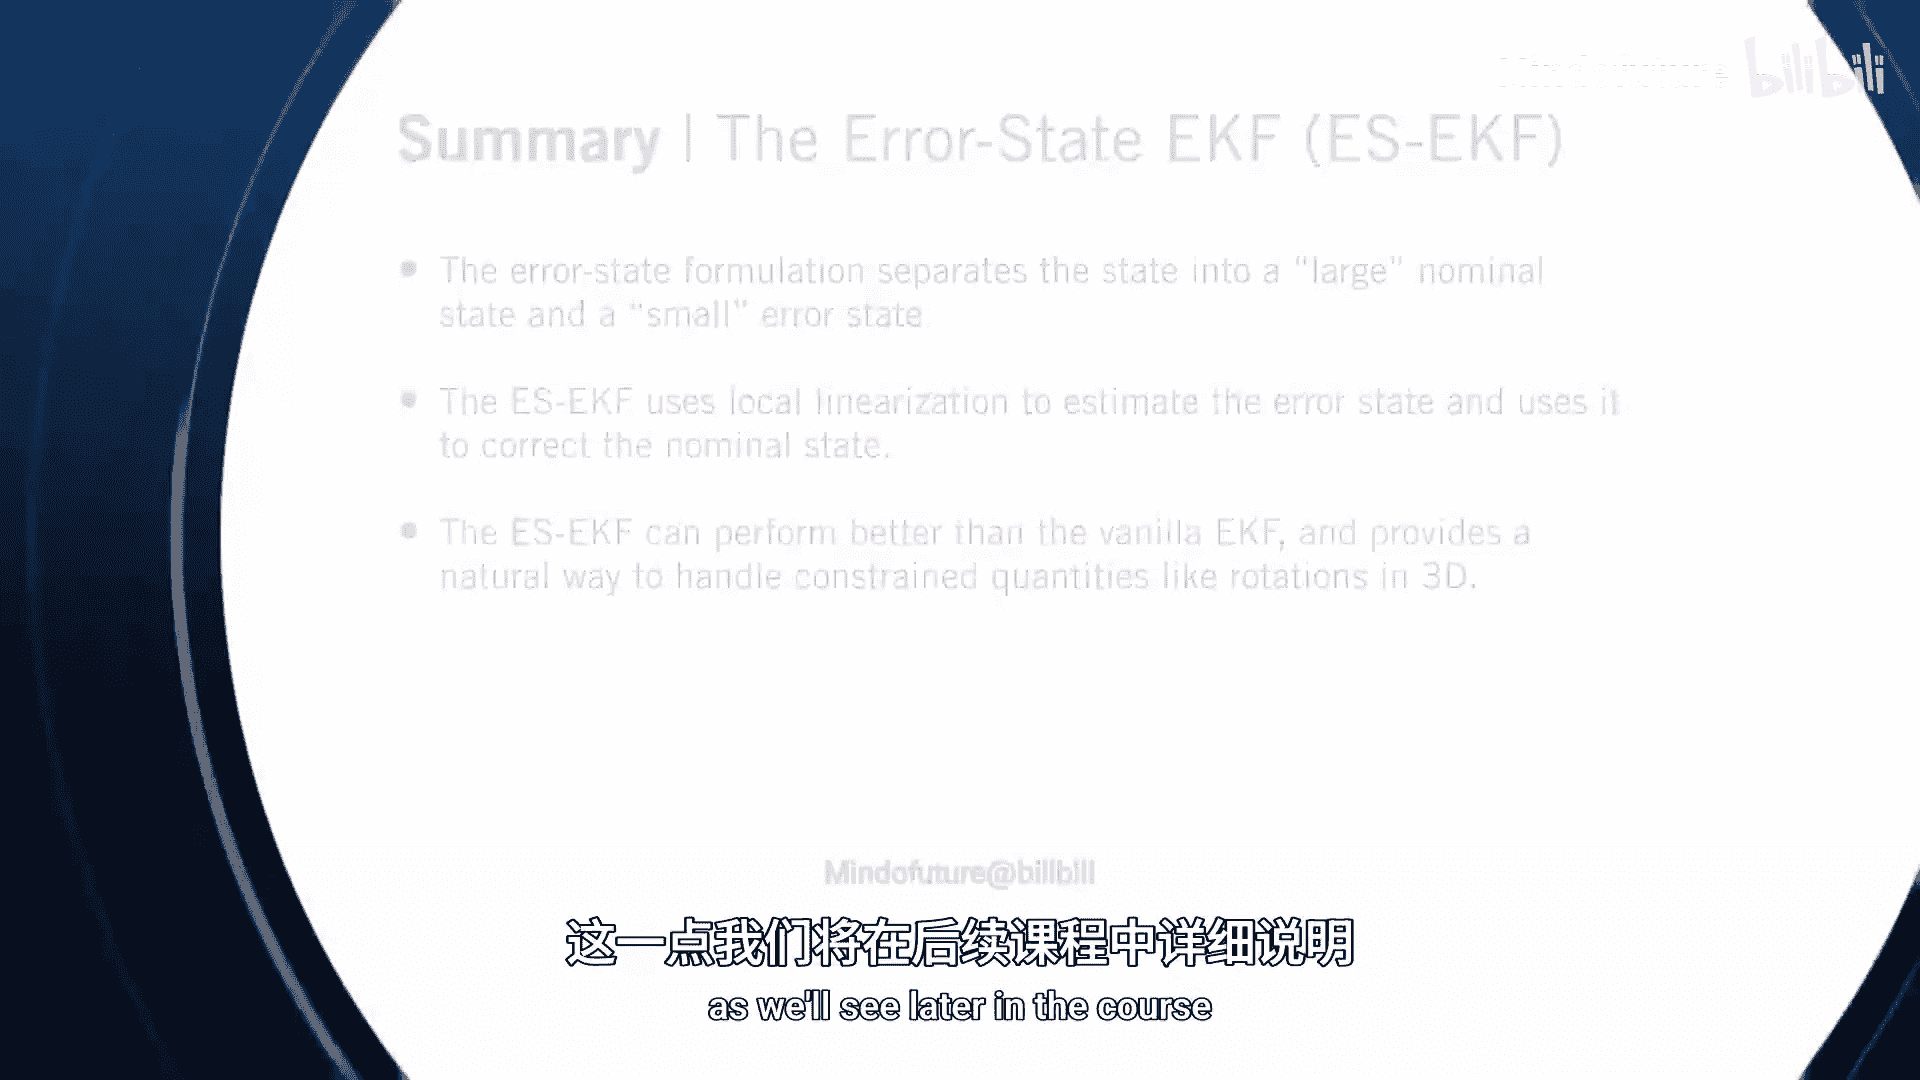 bilibili
Summary | The Error-State EKF (ES-EKF)
• The error-state formulation separates the state into a “large” nominal
state and a “small” error state
• The ES-EKF uses local linearization to estimate the error state and uses it
to correct the nominal state.
• The ES-EKF can perform better than the vanilla EKF, and provides a
natural way to handle constrained quantities like rotations in 3D.
Mindofuture@billbill
这一点我们将在后续课程中详细说明
as we'll see later in the course